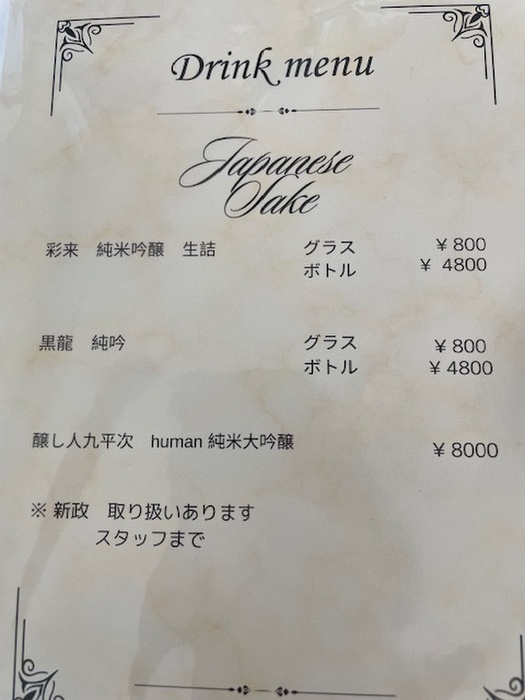 Drink menu
Japanese
Sake
彩来 純米吟醸 生詰 グラス ¥800
ボトル ¥ 4800
黒龍 純吟 グラス ¥800
ボトル ¥4800
醸し人九平次 human 純米大吟醸 ¥8000
※ 新政 取り扱いあります
スタッフまで